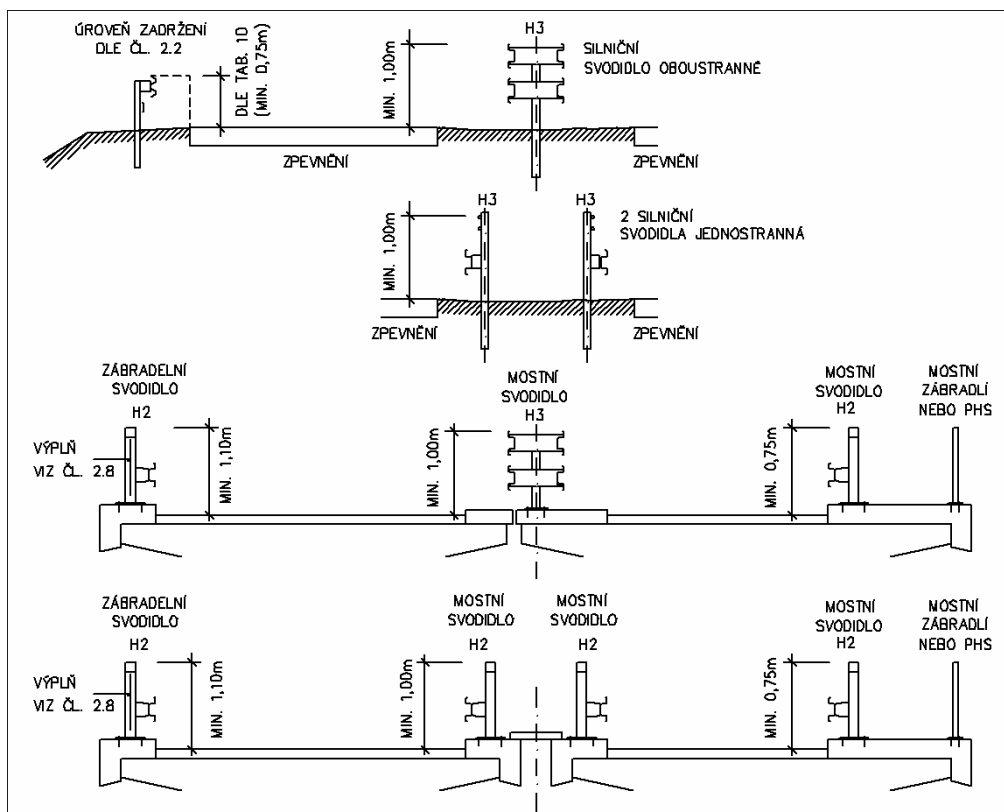 ÚROVEŇ ZADRŽENÍ
DLE ČL. 2.2
DLE TAB. 10
(MIN. 0,75m)
MIN. 1,00m
H3
SILNIČNÍ
SVODIDLO OBOUSTRANNÉ
ZPEVNĚNÍ
ZPEVNĚNÍ
MIN. 1,00m
H3
H3
2 SILNIČNÍ
SVODIDLA JEDNOSTRANNÁ
ZPEVNĚNÍ
ZPEVNĚNÍ
ZÁBRADELNÍ
SVODIDLO
H2
VÝPLŇ
VIZ ČL. 2.8
MIN. 1,10m
MIN. 1,00m
MOSTNÍ
SVODIDLO
H3
MIN. 0,75m
MOSTNÍ
SVODIDLO
H2
MOSTNÍ
ZÁBRADLÍ
NEBO PHS
ZÁBRADELNÍ
SVODIDLO
H2
VÝPLŇ
VIZ ČL. 2.8
MIN. 1,10m
MIN. 1,00m
MOSTNÍ
SVODIDLO
H2
MOSTNÍ
SVODIDLO
H2
MIN. 0,75m
MOSTNÍ
SVODIDLO
H2
MOSTNÍ
ZÁBRADLÍ
NEBO PHS